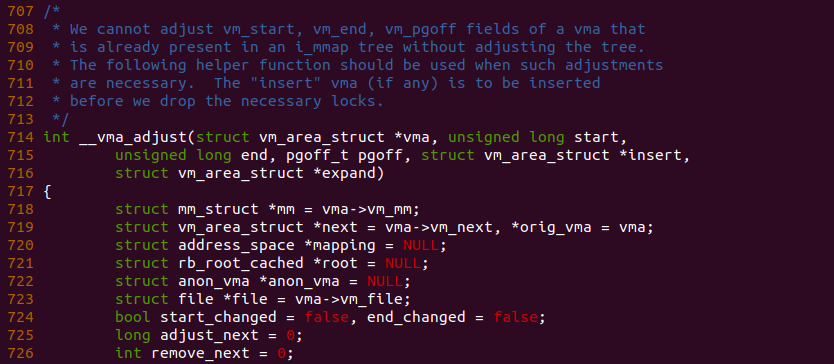 707 /*
708  * We cannot adjust vm_start, vm_end, vm_pgoff fields of a vma that
709  * is already present in an i_mmap tree without adjusting the tree.
710  * The following helper function should be used when such adjustments
711  * are necessary.  The "insert" vma (if any) is to be inserted
712  * before we drop the necessary locks.
713  */
714 int __vma_adjust(struct vm_area_struct *vma, unsigned long start,
715         unsigned long end, pgoff_t pgoff, struct vm_area_struct *insert,
716         struct vm_area_struct *expand)
717 {
718         struct mm_struct *mm = vma->vm_mm;
719         struct vm_area_struct *next = vma->vm_next, *orig_vma = vma;
720         struct address_space *mapping = NULL;
721         struct rb_root_cached *root = NULL;
722         struct anon_vma *anon_vma = NULL;
723         struct file *file = vma->vm_file;
724         bool start_changed = false, end_changed = false;
725         long adjust_next = 0;
726         int remove_next = 0;